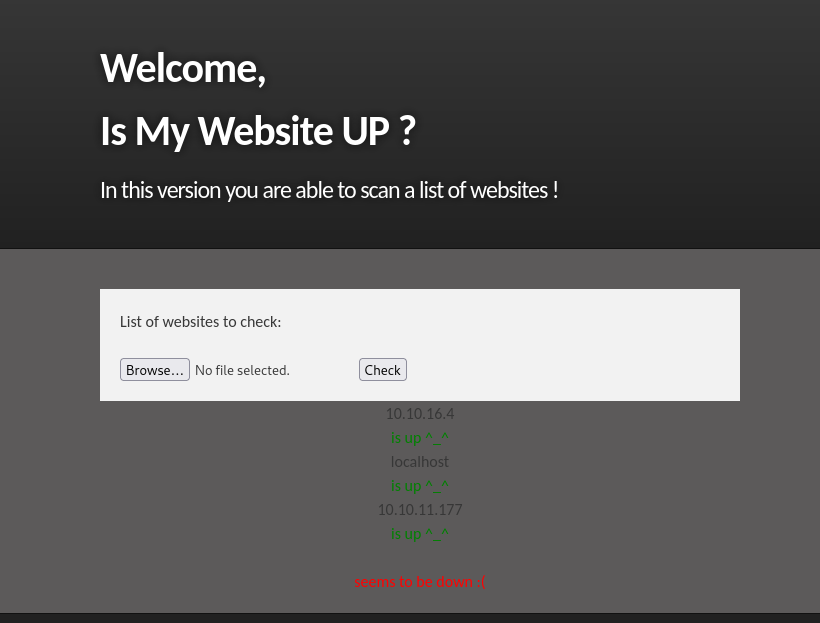 Welcome,
Is My Website UP ?
In this version you are able to scan a list of websites !
List of websites to check:
Browse... No file selected. Check
10.10.16.4
is up ^_^
localhost
is up ^_^
10.10.11.177
is up ^_^
seems to be down :(